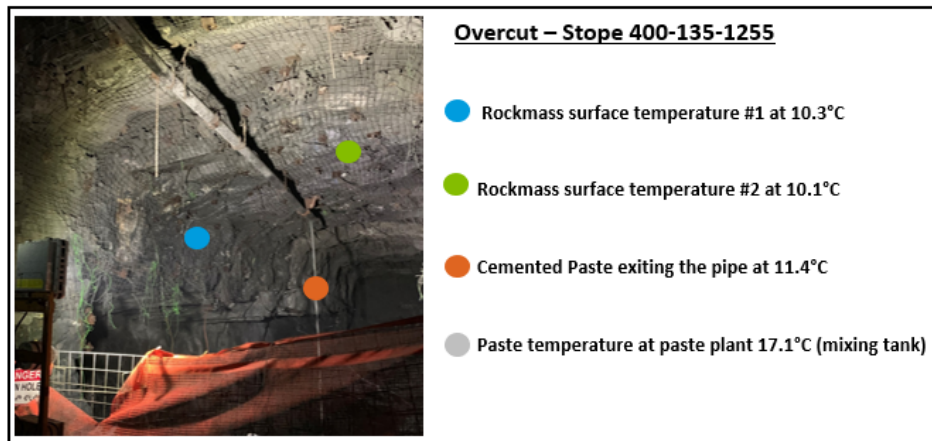 Overcut – Stope 400-135-1255
Rockmass surface temperature #1 at 10.3°C
Rockmass surface temperature #2 at 10.1°C
Cemented Paste exiting the pipe at 11.4°C
Paste temperature at paste plant 17.1°C (mixing tank)